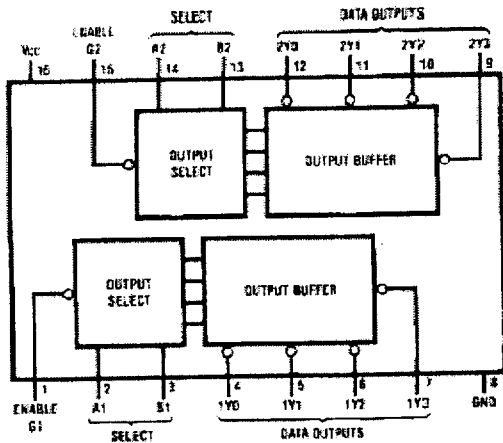 SELECT
DATA OUTPUTS
ENABLE
Vcc G2 A2 B2 2Y0 2Y1 2Y2 2Y3
16 15 14 13 12 11 10 9
OUTPUT
SELECT
OUTPUT BUFFER
OUTPUT
SELECT
OUTPUT BUFFER
1 2 3 4 5 6 7 8
ENABLE
G1
A1 B1 1Y0 1Y1 1Y2 1Y3 GND
SELECT
DATA OUTPUTS